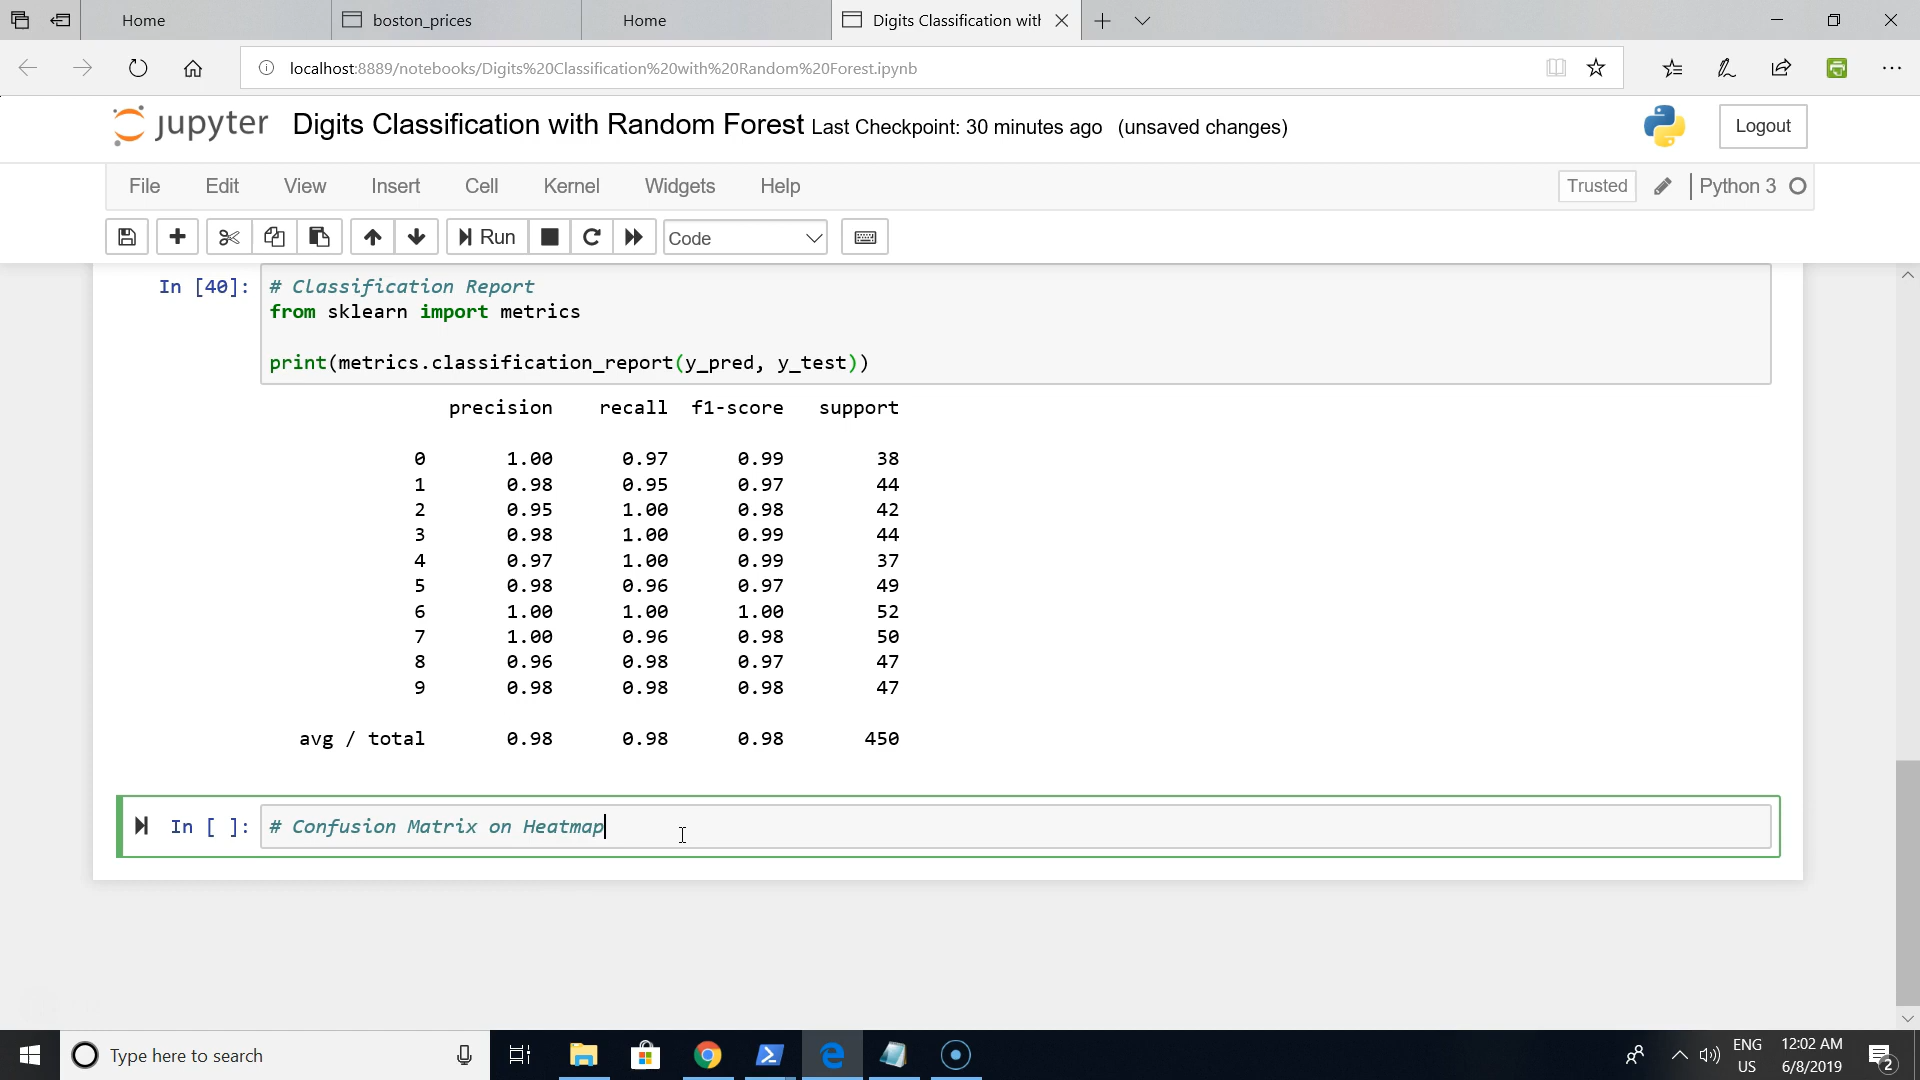 Home
boston_prices
Home
Digits Classification with
localhost:8889/notebooks/Digits%20Classification%20with%20Random%20Forest.ipynb
jupyter Digits Classification with Random Forest Last Checkpoint: 30 minutes ago (unsaved changes)
Logout
File Edit View Insert Cell Kernel Widgets Help
Trusted
Python 3
Run
Code
In [40]:
# Classification Report
from sklearn import metrics
print(metrics.classification_report(y_pred, y_test))
precision recall f1-score support
0 1.00 0.97 0.99 38
1 0.98 0.95 0.97 44
2 0.95 1.00 0.98 42
3 0.98 1.00 0.99 44
4 0.97 1.00 0.99 37
5 0.98 0.96 0.97 49
6 1.00 1.00 1.00 52
7 1.00 0.96 0.98 50
8 0.96 0.98 0.97 47
9 0.98 0.98 0.98 47
avg / total 0.98 0.98 0.98 450
In [ ]:
# Confusion Matrix on Heatmap
Type here to search
ENG
US
12:02 AM
6/8/2019
2